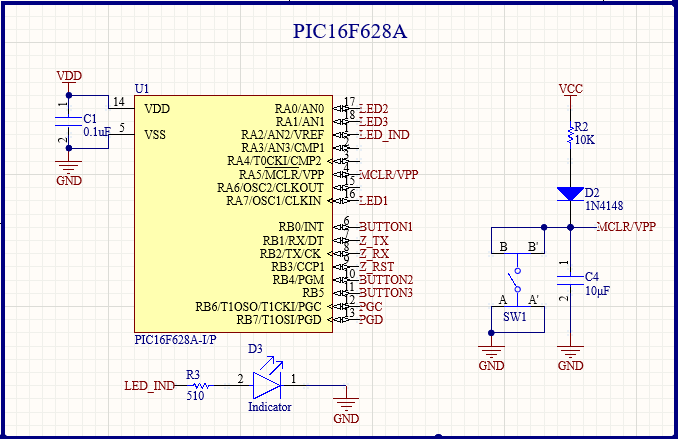 PIC16F628A
VDD
1
C1
0.1uF
2
GND
U1
14
VDD
5
VSS
RA0/AN0 17 LED2
RA1/AN1 18 LED3
RA2/AN2/VREF 1 LED_IND
RA3/AN3/CMP1
RA4/T0CKI/CMP2
RA5/MCLR/VPP 4 MCLR/VPP
RA6/OSC2/CLKOUT 15
RA7/OSC1/CLKIN 16 LED1
RB0/INT 6 BUTTON1
RB1/RX/DT 7 Z_TX
RB2/TX/CK 8 Z_RX
RB3/CCP1 9 Z_RST
RB4/PGM 10 BUTTON2
RB5 11 BUTTON3
RB6/T1OSO/T1CKI/PGC 12 PGC
RB7/T1OSI/PGD 13 PGD
PIC16F628A-I/P
VCC
R2
10K
D2
1N4148
MCLR/VPP
B B'
A A'
SW1
1
C4
10µF
2
GND
GND
D3
LED_IND
R3
510
2
1
Indicator
GND